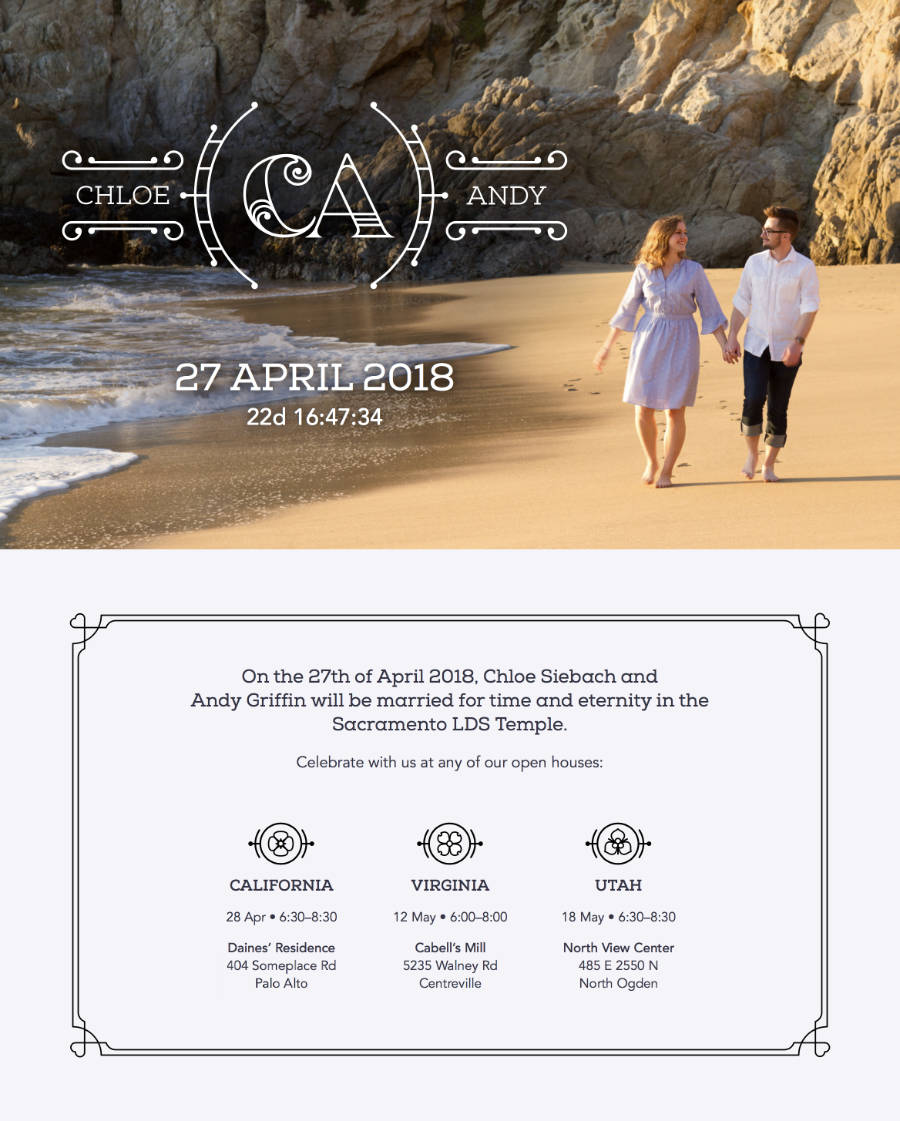 CHLOE
CA
ANDY
27 APRIL 2018
22d 16:47:34
On the 27th of April 2018, Chloe Siebach and
Andy Griffin will be married for time and eternity in the
Sacramento LDS Temple.
Celebrate with us at any of our open houses:
CALIFORNIA
28 Apr • 6:30–8:30
Daines’ Residence
404 Someplace Rd
Palo Alto
VIRGINIA
12 May • 6:00–8:00
Cabell’s Mill
5235 Walney Rd
Centreville
UTAH
18 May • 6:30–8:30
North View Center
485 E 2550 N
North Ogden